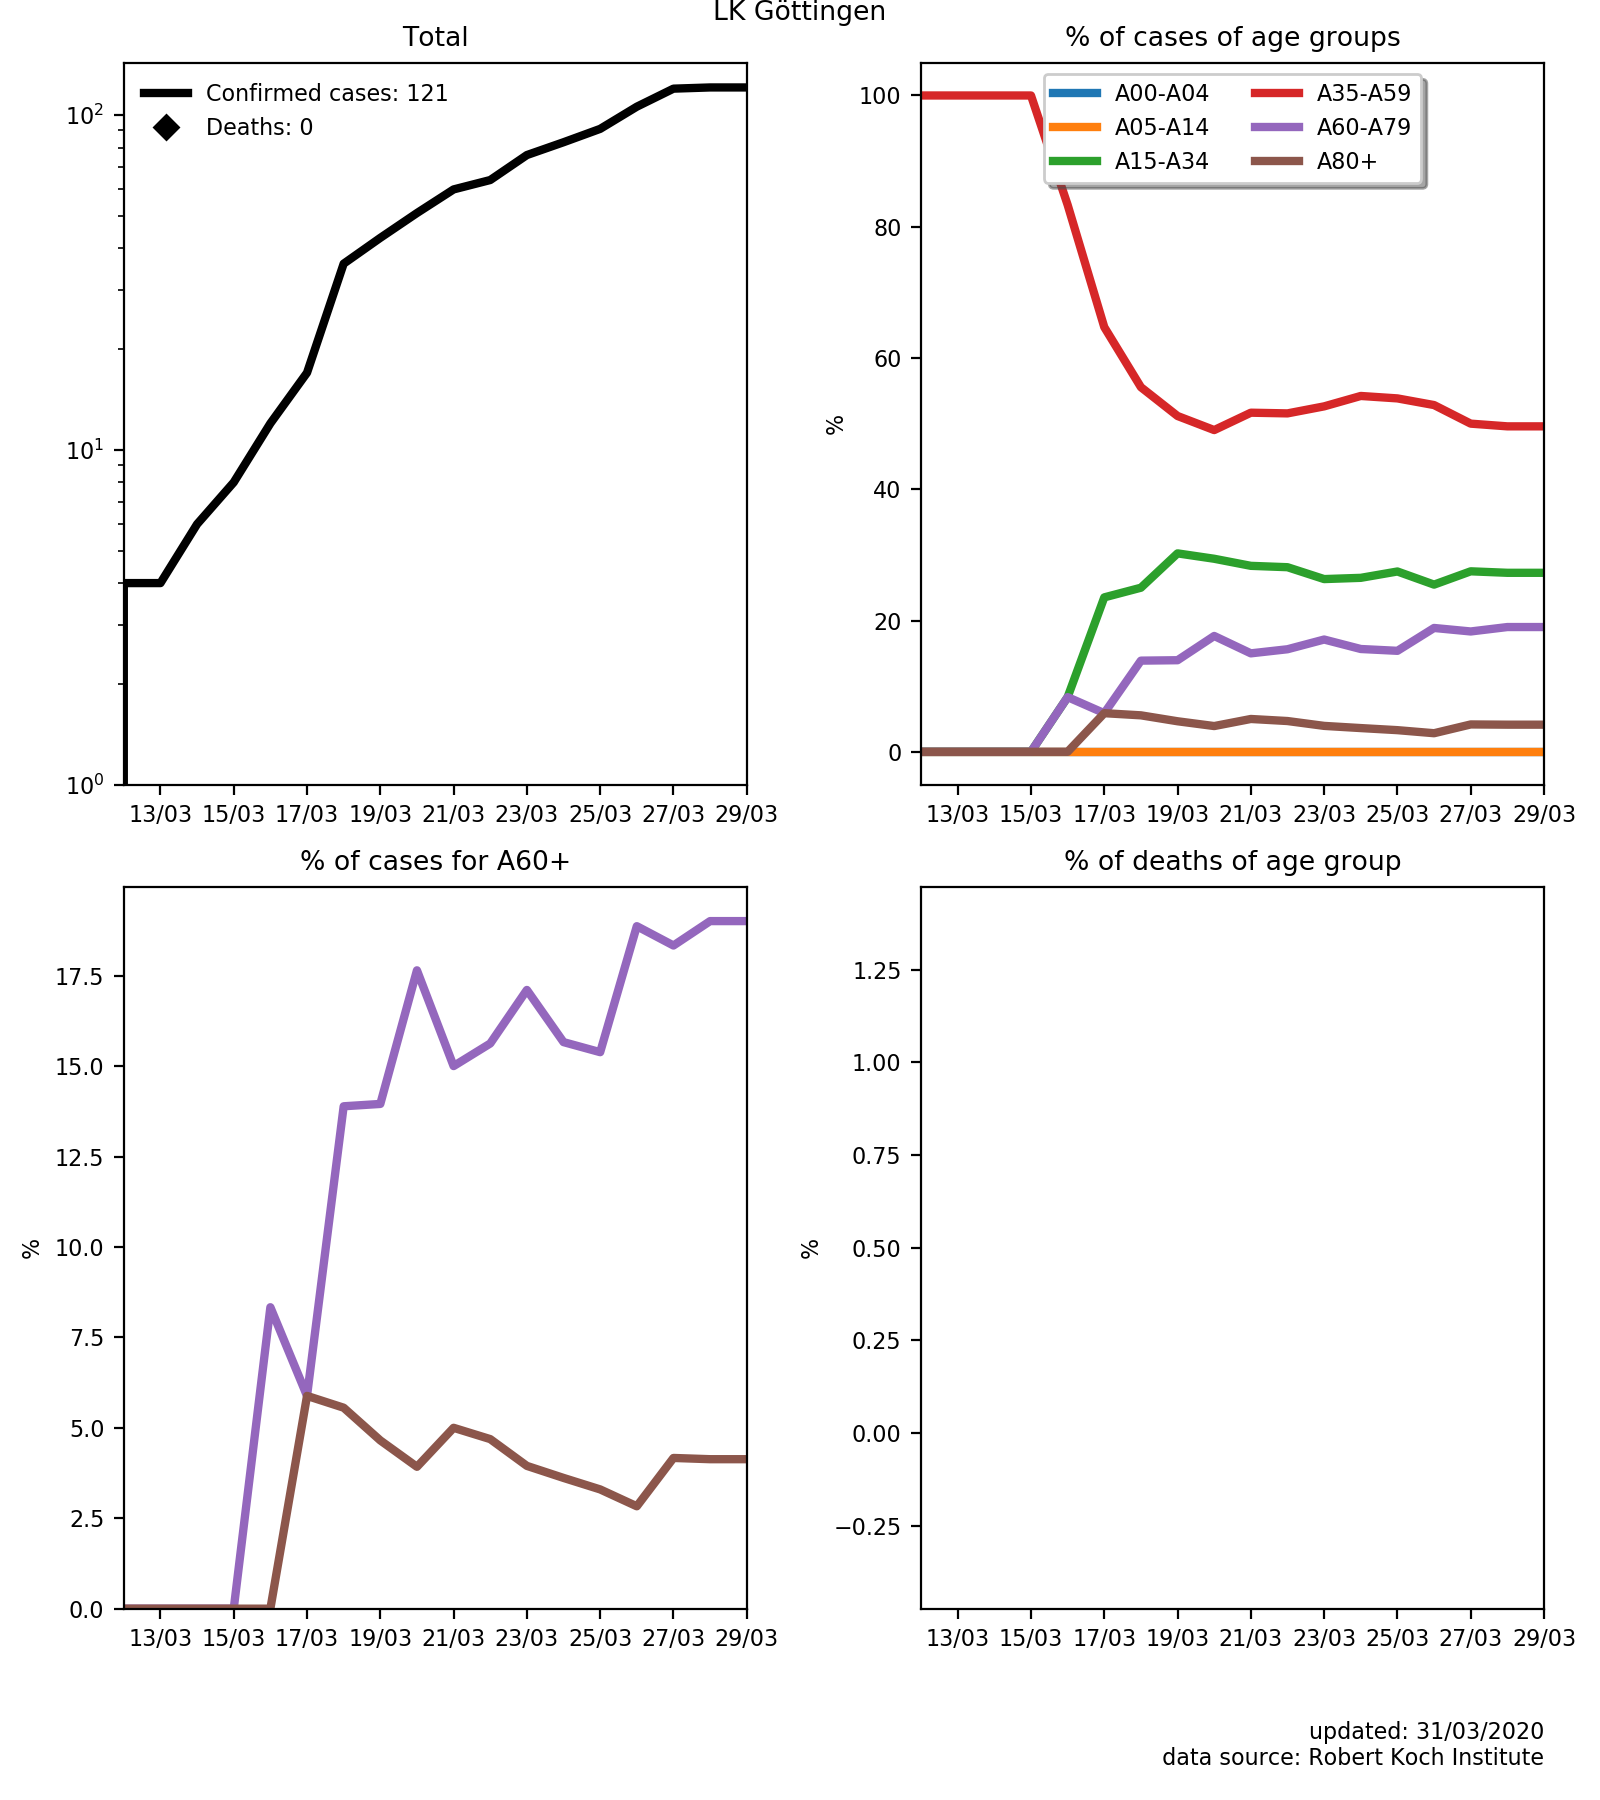 LK Göttingen
Total
Confirmed cases: 121
Deaths: 0
10²
10¹
10⁰
13/03 15/03 17/03 19/03 21/03 23/03 25/03 27/03 29/03
% of cases of age groups
A00-A04
A05-A14
A15-A34
A35-A59
A60-A79
A80+
%
100
80
60
40
20
0
13/03 15/03 17/03 19/03 21/03 23/03 25/03 27/03 29/03
% of cases for A60+
%
17.5
15.0
12.5
10.0
7.5
5.0
2.5
0.0
13/03 15/03 17/03 19/03 21/03 23/03 25/03 27/03 29/03
% of deaths of age group
%
1.25
1.00
0.75
0.50
0.25
0.00
−0.25
13/03 15/03 17/03 19/03 21/03 23/03 25/03 27/03 29/03
updated: 31/03/2020
data source: Robert Koch Institute